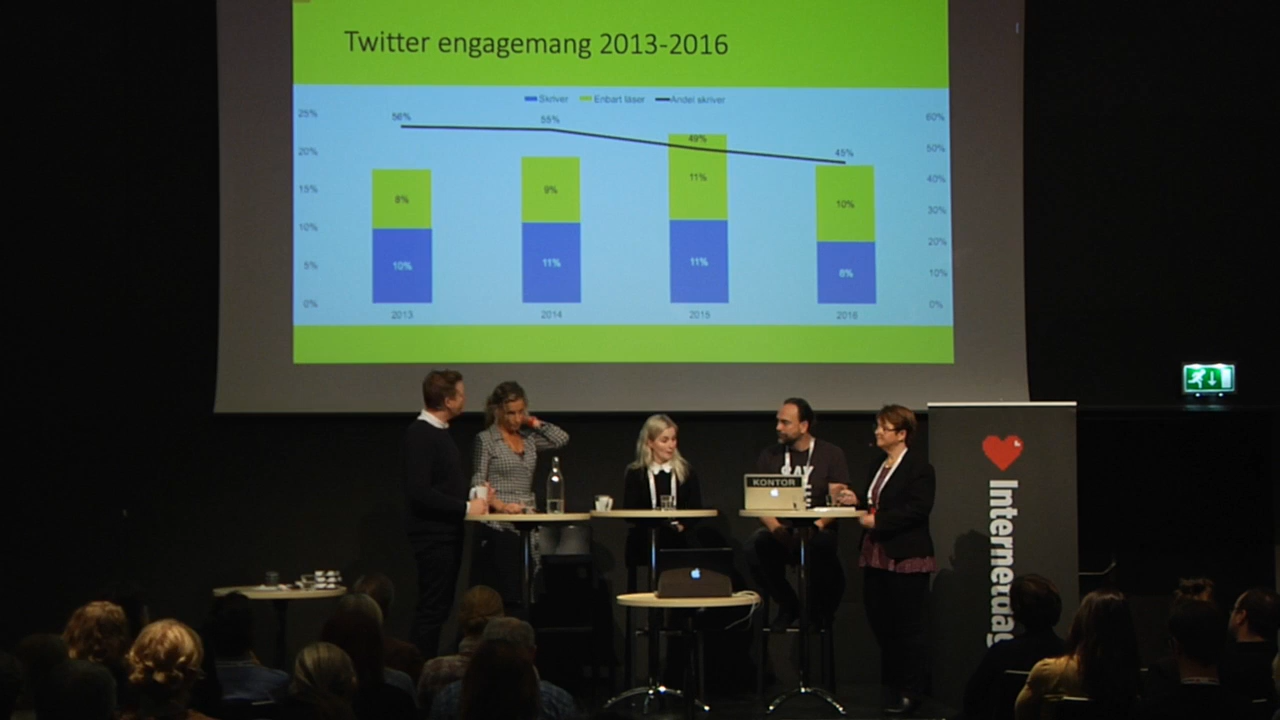 Twitter engagemang 2013-2016
Skriver Enbart läser Andel skriver
25% 20% 15% 10% 5% 0%
60% 50% 40% 30% 20% 10% 0%
56% 55% 49% 45%
8% 9% 11% 10%
10% 11% 11% 8%
2013 2014 2015 2016
KONTOR
Internetdag